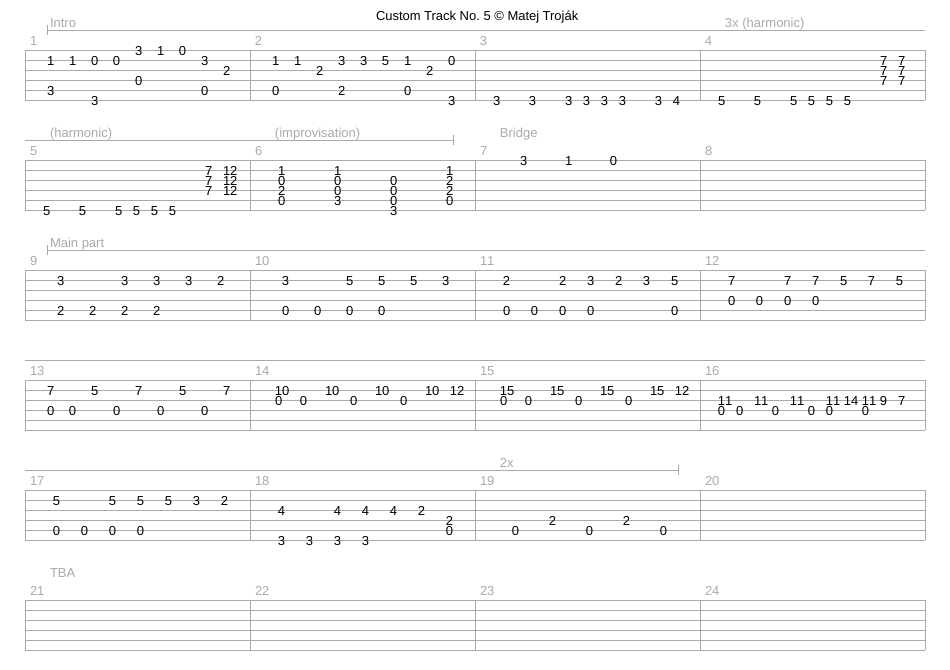 Custom Track No. 5 © Matej Troják
Intro 3x (harmonic)
1 2 3 4
3 1 0
1 1 0 0 3 1 1 3 3 5 1 0 7 7
2 2 2 7 7
0 7 7
3 0 0 2 0
3 3 3 3 3 3 3 3 3 4 5 5 5 5 5 5
(harmonic) (improvisation) Bridge
5 6 7 8
3 1 0
7 12 1 1 1
7 12 0 0 0 2
7 12 2 0 0 2
0 3 0 0
5 5 5 5 5 5 3
Main part
9 10 11 12
3 3 3 3 2 3 5 5 5 3 2 2 3 2 3 5 7 7 7 5 7 5
0 0 0 0
2 2 2 2 0 0 0 0 0 0 0 0 0
13 14 15 16
7 5 7 5 7 10 10 10 10 12 15 15 15 15 12
0 0 0 0 0 0 0 0 11 11 11 11 14 11 9 7
0 0 0 0 0 0 0 0 0 0 0
2x
17 18 19 20
5 5 5 5 3 2
4 4 4 4 2
2 2 2
0 0 0 0 0 0 0 0
3 3 3 3
TBA
21 22 23 24